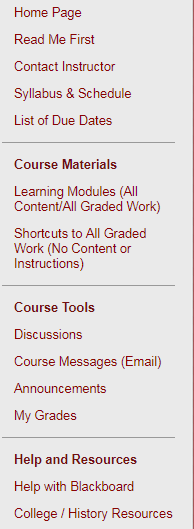 Home Page
Read Me First
Contact Instructor
Syllabus & Schedule
List of Due Dates
Course Materials
Learning Modules (All
Content/All Graded Work)
Shortcuts to All Graded
Work (No Content or
Instructions)
Course Tools
Discussions
Course Messages (Email)
Announcements
My Grades
Help and Resources
Help with Blackboard
College / History Resources